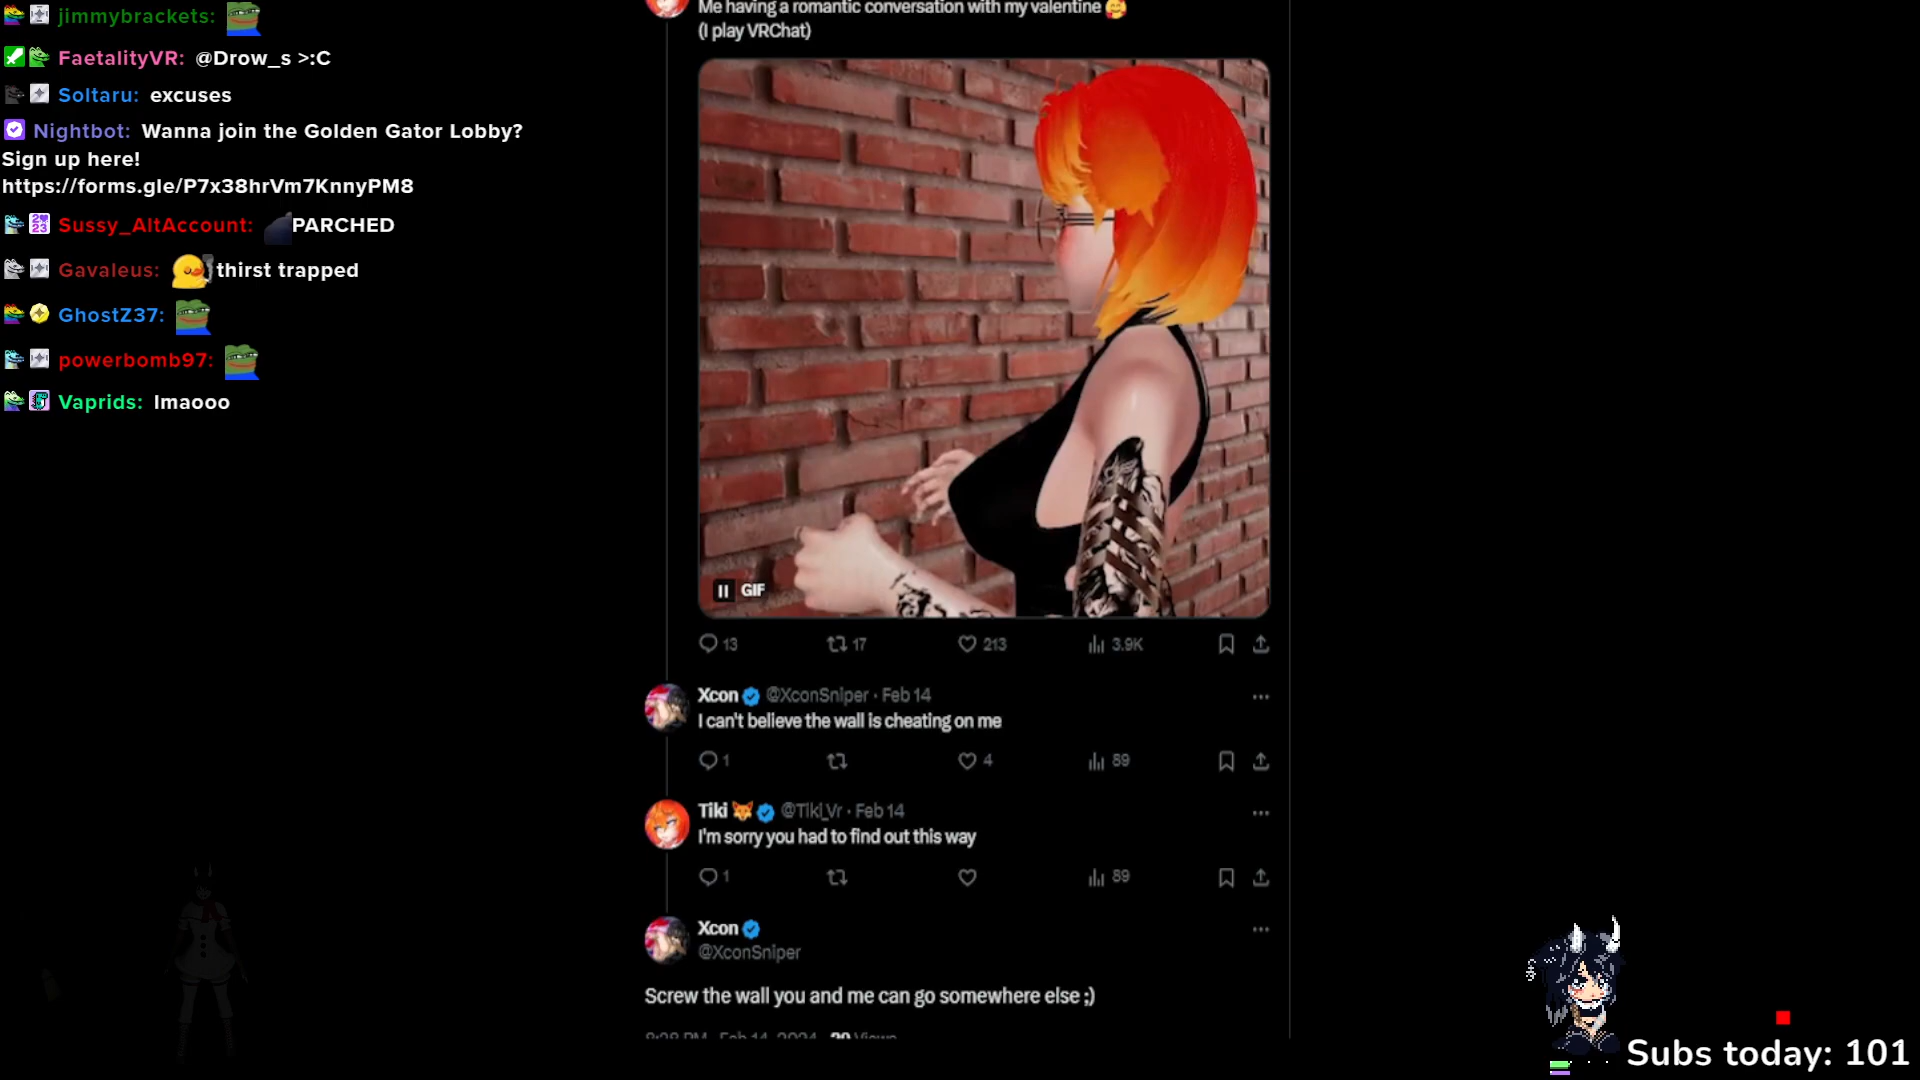 jimmybrackets:
FaetalityVR: @Drow_s >:C
Soltaru: excuses
Nightbot: Wanna join the Golden Gator Lobby?
Sign up here!
https://forms.gle/P7x38hrVm7KnnyPM8
Sussy_AltAccount: PARCHED
Gavaleus: thirst trapped
GhostZ37:
powerbomb97:
Vaprids: lmaooo
Me having a romantic conversation with my valentine
(I play VRChat)
GIF
13 17 213 3.9K
Xcon @XconSniper · Feb 14
I can't believe the wall is cheating on me
1 4 89
Tiki @Tiki_Vr · Feb 14
I'm sorry you had to find out this way
1 89
Xcon
@XconSniper
Screw the wall you and me can go somewhere else ;)
Subs today: 101